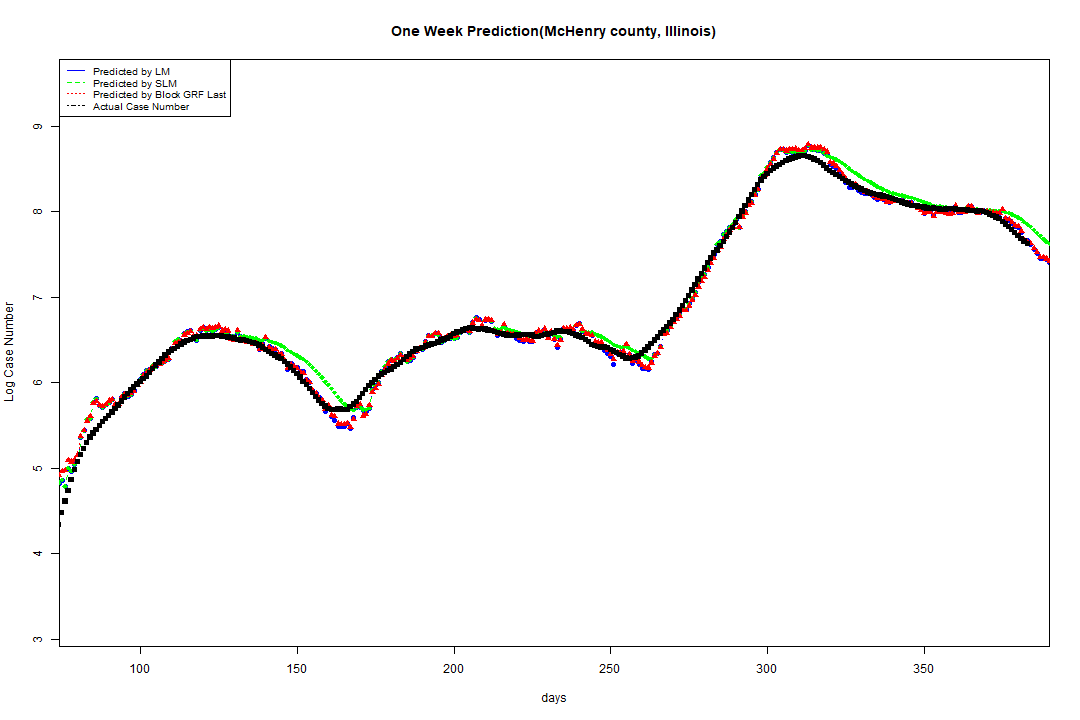 One Week Prediction(McHenry county, Illinois)
Predicted by LM
Predicted by SLM
Predicted by Block GRF Last
Actual Case Number
9
8
7
6
5
4
3
Log Case Number
100 150 200 250 300 350
days